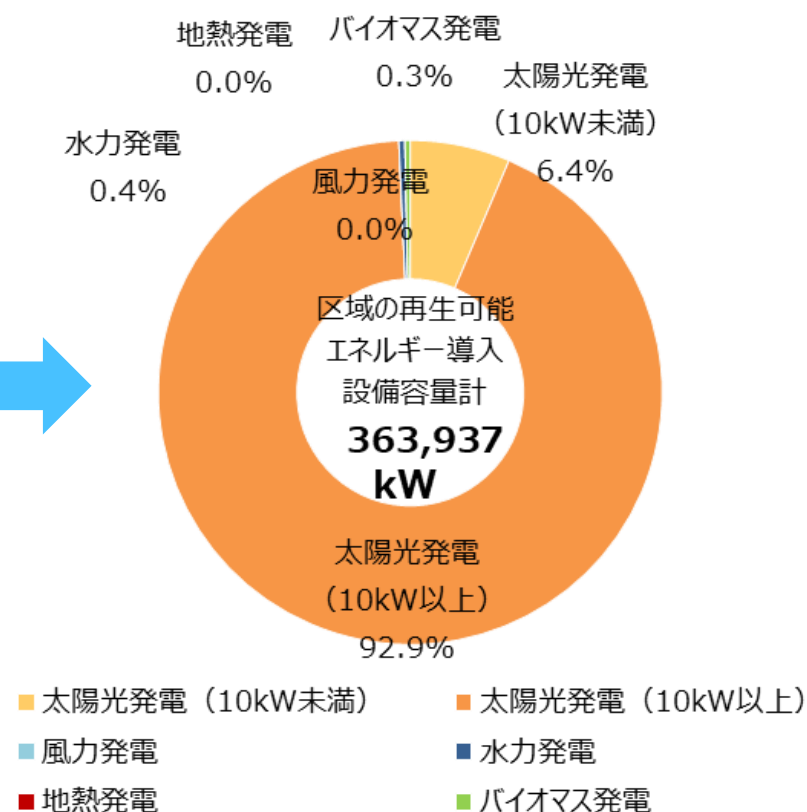 地熱発電
0.0%
バイオマス発電
0.3%
太陽光発電
（10kW未満）
6.4%
水力発電
0.4%
風力発電
0.0%
区域の再生可能
エネルギー導入
設備容量計
363,937
kW
太陽光発電
（10kW以上）
92.9%
太陽光発電（10kW未満）
太陽光発電（10kW以上）
風力発電
水力発電
地熱発電
バイオマス発電